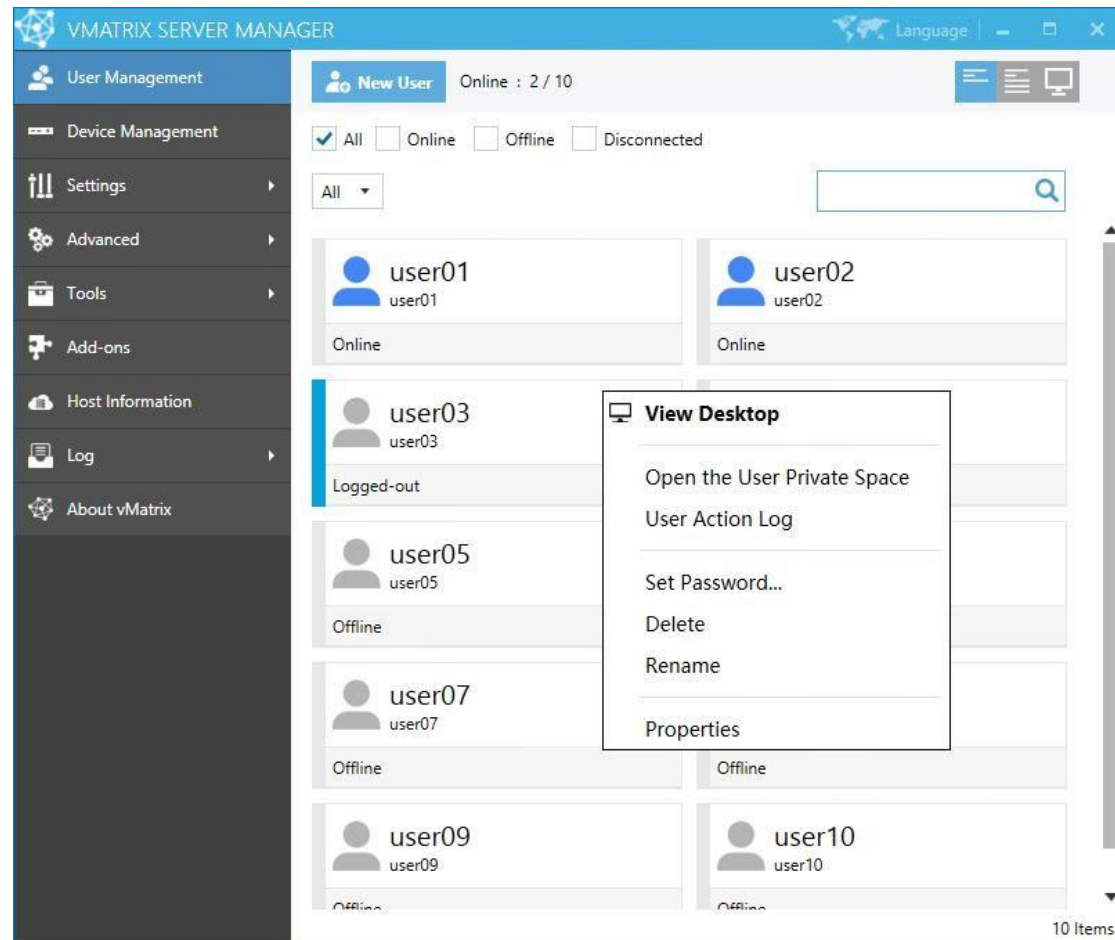 VMATRIX SERVER MANAGER
Language
User Management
Device Management
Settings
Advanced
Tools
Add-ons
Host Information
Log
About vMatrix
New User
Online : 2 / 10
All
Online
Offline
Disconnected
All
user01
user01
Online
user02
user02
Online
user03
user03
Logged-out
View Desktop
Open the User Private Space
User Action Log
Set Password...
Delete
Rename
Properties
user05
user05
Offline
user07
user07
Offline
Offline
user09
user09
Offline
user10
user10
Offline
10 Items